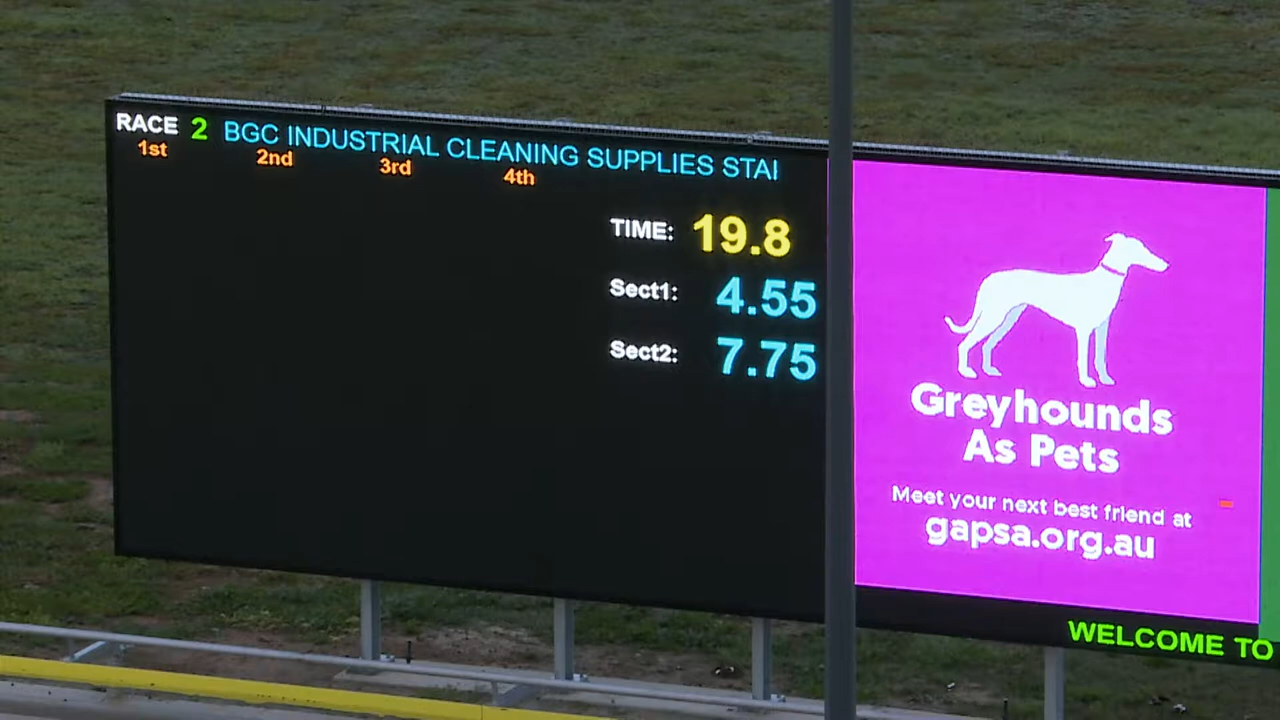 RACE 2 BGC INDUSTRIAL CLEANING SUPPLIES
1st 2nd 3rd 4th
TIME: 19.8
Sect1: 4.55
Sect2: 7.75
Greyhounds
As Pets
Meet your next best friend at
gapsa.org.au
WELCOME TO